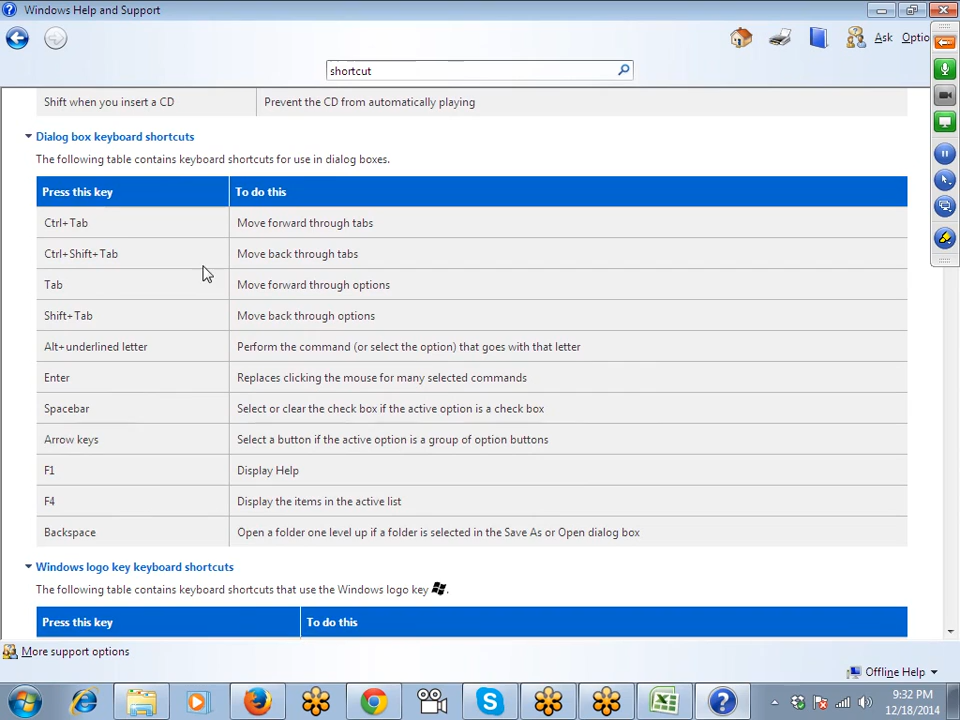 Windows Help and Support
Ask Optio
shortcut
Shift when you insert a CD Prevent the CD from automatically playing
Dialog box keyboard shortcuts
The following table contains keyboard shortcuts for use in dialog boxes.
Press this key To do this
Ctrl+Tab Move forward through tabs
Ctrl+Shift+Tab Move back through tabs
Tab Move forward through options
Shift+Tab Move back through options
Alt+underlined letter Perform the command (or select the option) that goes with that letter
Enter Replaces clicking the mouse for many selected commands
Spacebar Select or clear the check box if the active option is a check box
Arrow keys Select a button if the active option is a group of option buttons
F1 Display Help
F4 Display the items in the active list
Backspace Open a folder one level up if a folder is selected in the Save As or Open dialog box
Windows logo key keyboard shortcuts
The following table contains keyboard shortcuts that use the Windows logo key .
Press this key To do this
More support options
Offline Help
9:32 PM
12/18/2014